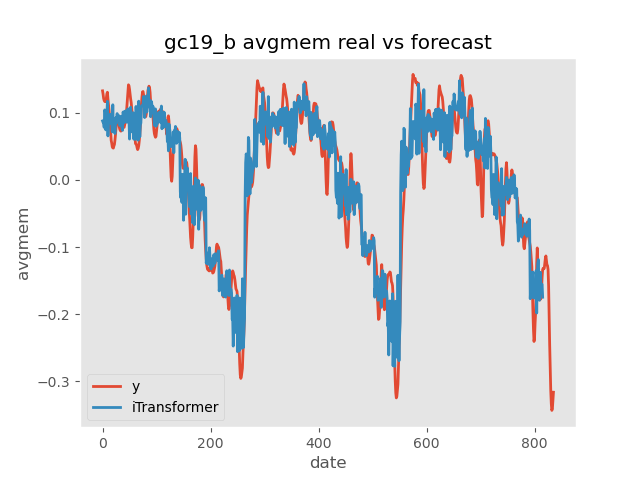 gc19_b avgmem real vs forecast
avgmem
0.1
0.0
−0.1
−0.2
−0.3
y
iTransformer
0 200 400 600 800
date